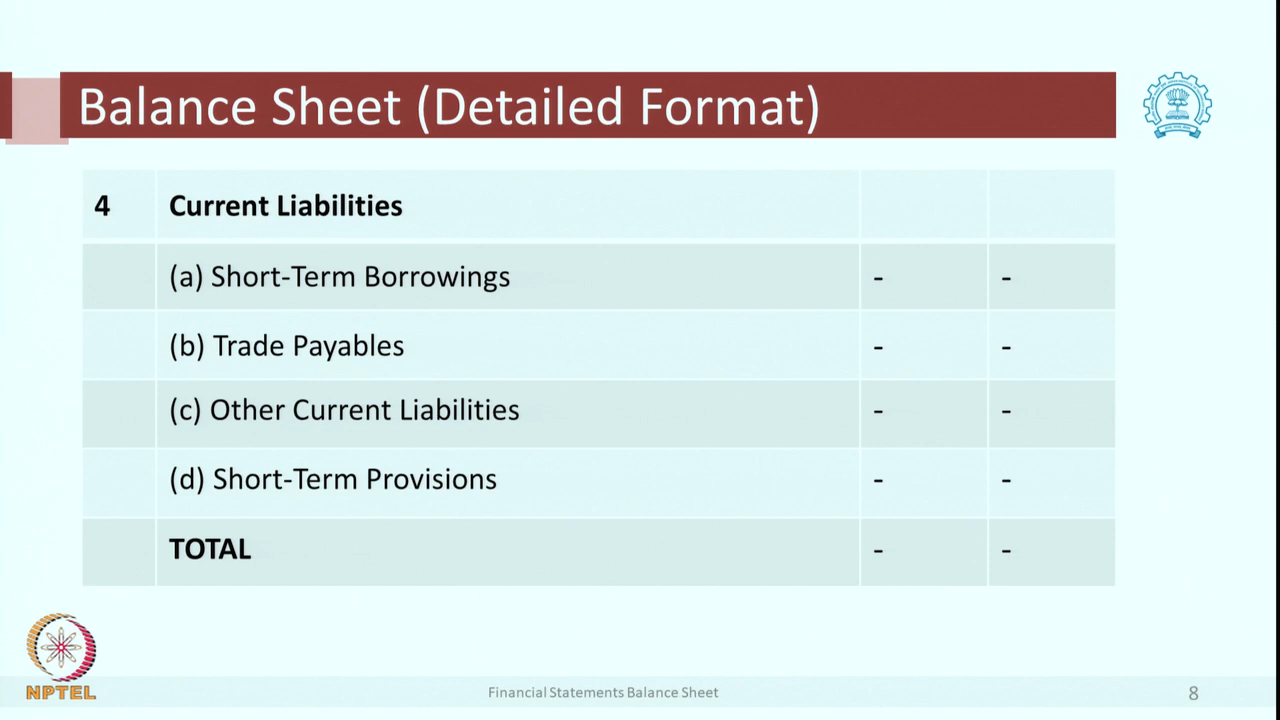 Balance Sheet (Detailed Format)
4 Current Liabilities
(a) Short-Term Borrowings - -
(b) Trade Payables - -
(c) Other Current Liabilities - -
(d) Short-Term Provisions - -
TOTAL - -
NPTEL
Financial Statements Balance Sheet
8